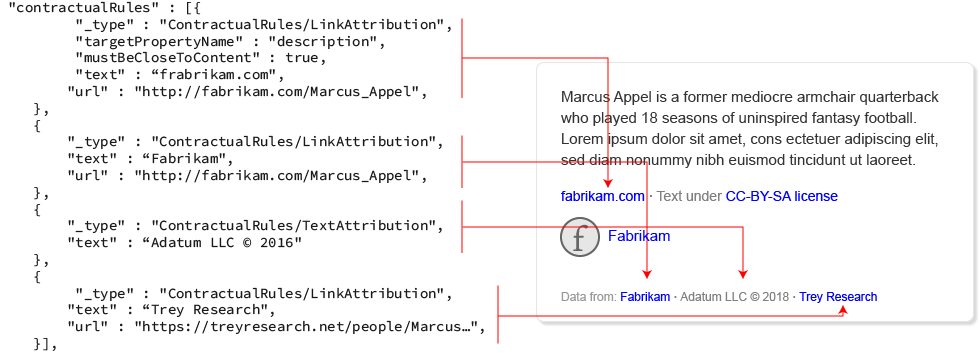 "contractualRules" : [{
"_type" : "ContractualRules/LinkAttribution",
"targetPropertyName" : "description",
"mustBeCloseToContent" : true,
"text" : “frabrikam.com",
"url" : "http://fabrikam.com/Marcus_Appel",
},
{
"_type" : "ContractualRules/LinkAttribution",
"text" : “Fabrikam",
"url" : "http://fabrikam.com/Marcus_Appel",
},
{
"_type" : "ContractualRules/TextAttribution",
"text" : “Adatum LLC © 2016"
},
{
"_type" : "ContractualRules/LinkAttribution",
"text" : “Trey Research",
"url" : "https://treyresearch.net/people/Marcus…",
}],
Marcus Appel is a former mediocre armchair quarterback
who played 18 seasons of uninspired fantasy football.
Lorem ipsum dolor sit amet, cons ectetuer adipiscing elit,
sed diam nonummy nibh euismod tincidunt ut laoreet.
fabrikam.com · Text under CC-BY-SA license
f Fabrikam
Data from: Fabrikam · Adatum LLC © 2018 · Trey Research